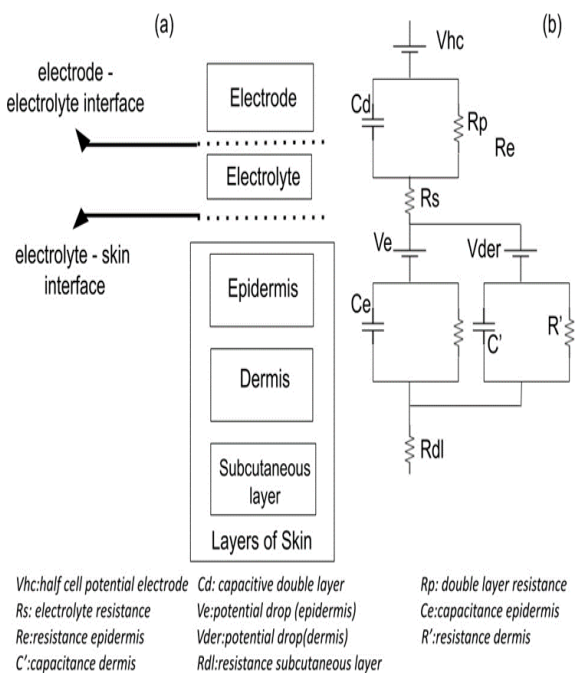 (a)
(b)
electrode -
electrolyte interface
electrolyte - skin
interface
Electrode
Electrolyte
Epidermis
Dermis
Subcutaneous
layer
Layers of Skin
Vhc
Cd
Rp
Re
Rs
Ve
Vder
Ce
C’
R’
Rdl
Vhc:half cell potential electrode Cd: capacitive double layer Rp: double layer resistance
Rs: electrolyte resistance Ve:potential drop (epidermis) Ce:capacitance epidermis
Re:resistance epidermis Vder:potential drop(dermis) R’:resistance dermis
C’:capacitance dermis Rdl:resistance subcutaneous layer